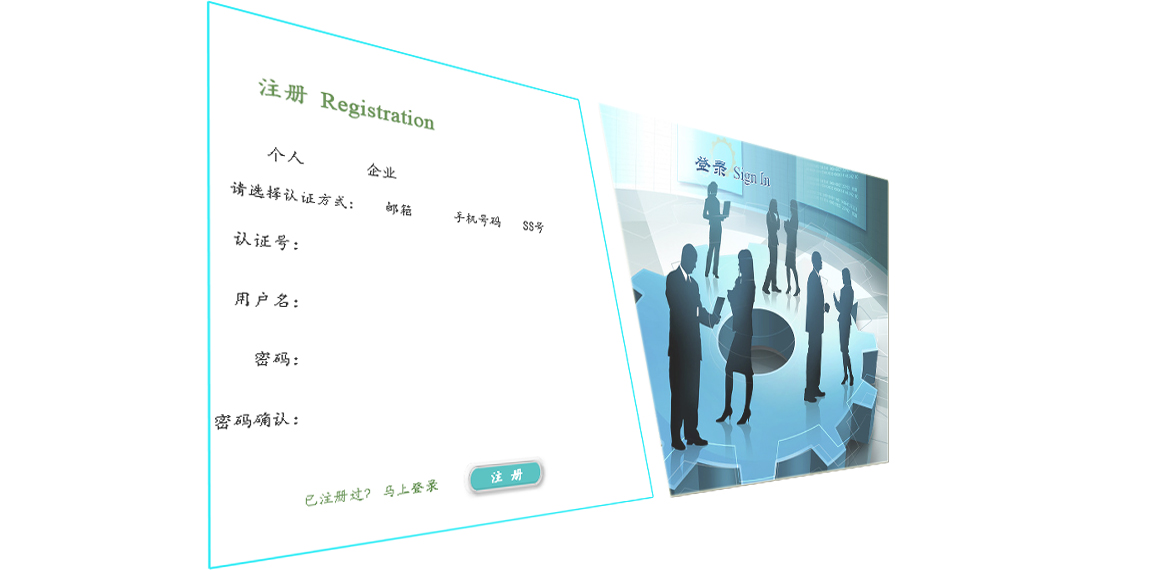 注册 Registration
个人 企业
请选择认证方式： 邮箱 手机号码 SS号
认证号：
用户名：
密码：
密码确认：
已注册过？ 马上登录
注 册
登录 Sign In